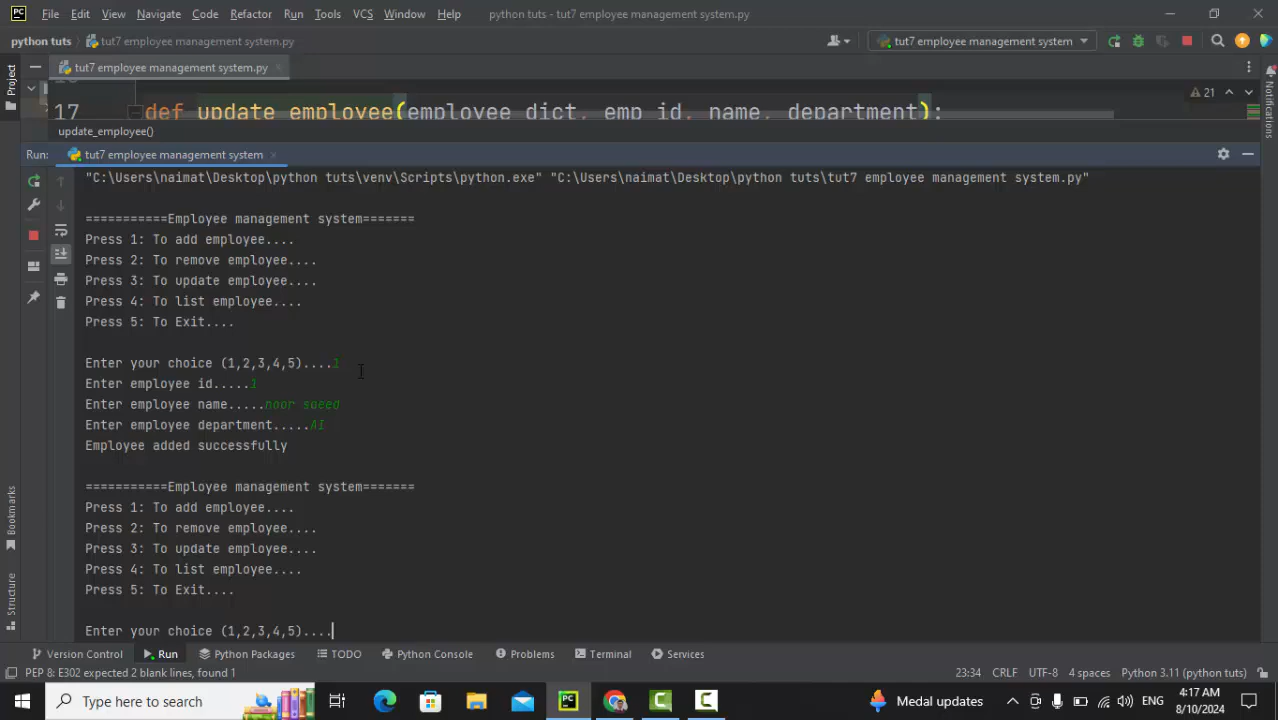 PC File Edit View Navigate Code Refactor Run Tools VCS Window Help python tuts - tut7 employee management system.py
python tuts tut7 employee management system.py tut7 employee management system
Project
tut7 employee management system.py
17 def update_employee(employee_dict, emp_id, name, department):
21
Notifications
update_employee()
Run: tut7 employee management system
"C:\Users\naimat\Desktop\python tuts\venv\Scripts\python.exe" "C:\Users\naimat\Desktop\python tuts\tut7 employee management system.py"
===========Employee management system=======
Press 1: To add employee....
Press 2: To remove employee....
Press 3: To update employee....
Press 4: To list employee....
Press 5: To Exit....
Enter your choice (1,2,3,4,5)....1
Enter employee id.....1
Enter employee name.....noor saeed
Enter employee department.....AI
Employee added successfully
===========Employee management system=======
Press 1: To add employee....
Press 2: To remove employee....
Press 3: To update employee....
Press 4: To list employee....
Press 5: To Exit....
Enter your choice (1,2,3,4,5)....
Bookmarks
Structure
Version Control Run Python Packages TODO Python Console Problems Terminal Services
PEP 8: E302 expected 2 blank lines, found 1 23:34 CRLF UTF-8 4 spaces Python 3.11 (python tuts)
Type here to search PC Medal updates ENG 4:17 AM
8/10/2024